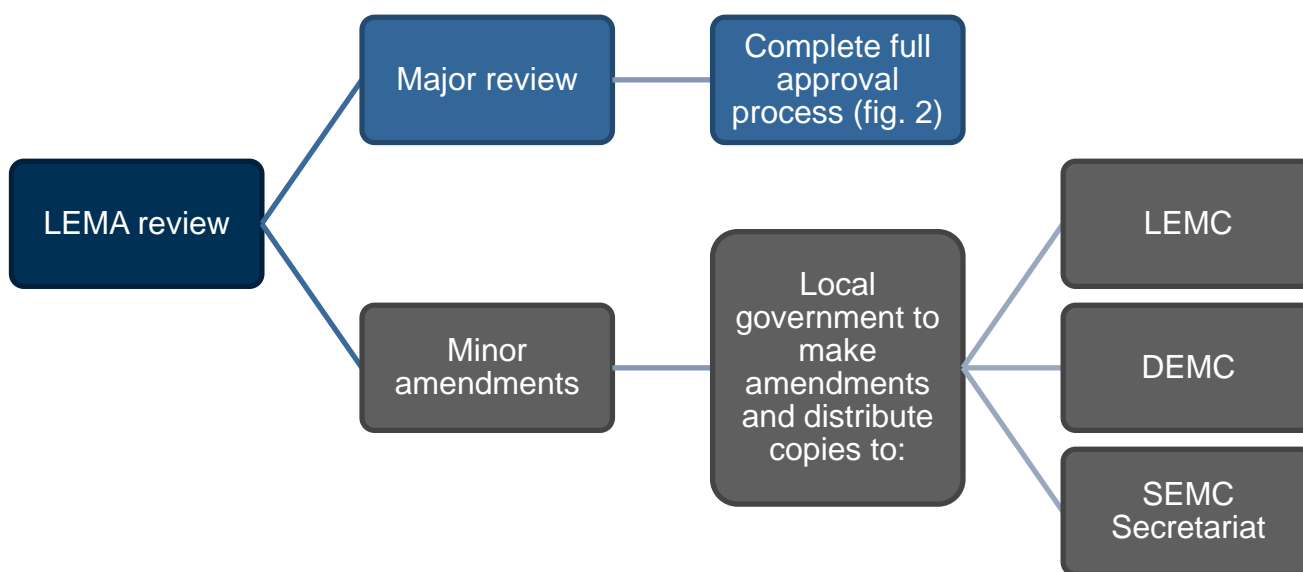 LEMA review
Major review
Complete full
approval
process (fig. 2)
Minor
amendments
Local
government to
make
amendments
and distribute
copies to:
LEMC
DEMC
SEMC
Secretariat